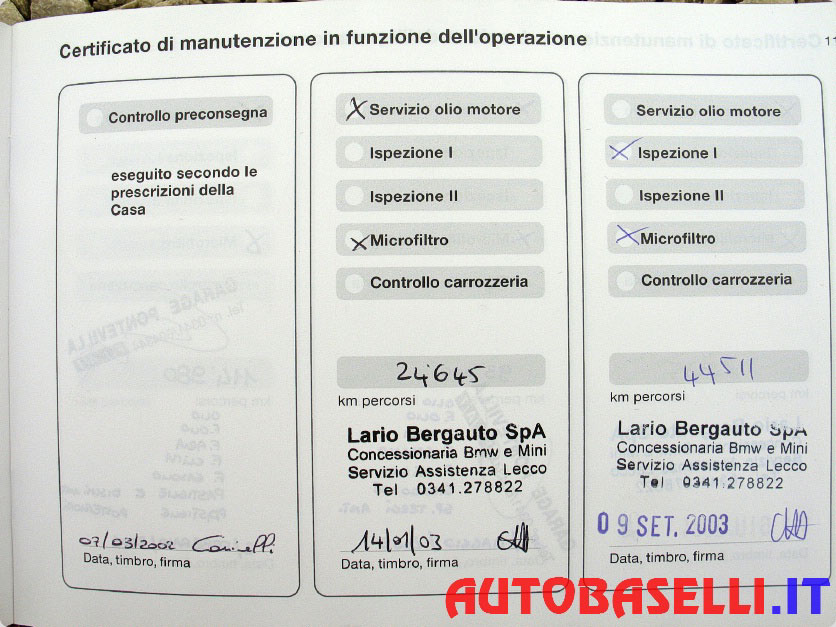 Certificato di manutenzione in funzione dell'operazione
11
Controllo preconsegna
eseguito secondo le
prescrizioni della
Casa
07/03/2002
Data, timbro, firma
X Servizio olio motore
Ispezione I
Ispezione II
X Microfiltro
Controllo carrozzeria
24645
km percorsi
Lario Bergauto SpA
Concessionaria Bmw e Mini
Servizio Assistenza Lecco
Tel 0341.278822
14/01/03
Data, timbro, firma
Servizio olio motore
X Ispezione I
Ispezione II
X Microfiltro
Controllo carrozzeria
44511
km percorsi
Lario Bergauto SpA
Concessionaria Bmw e Mini
Servizio Assistenza Lecco
Tel 0341.278822
09 SET. 2003
Data, timbro, firma
AUTOBASELLI.IT